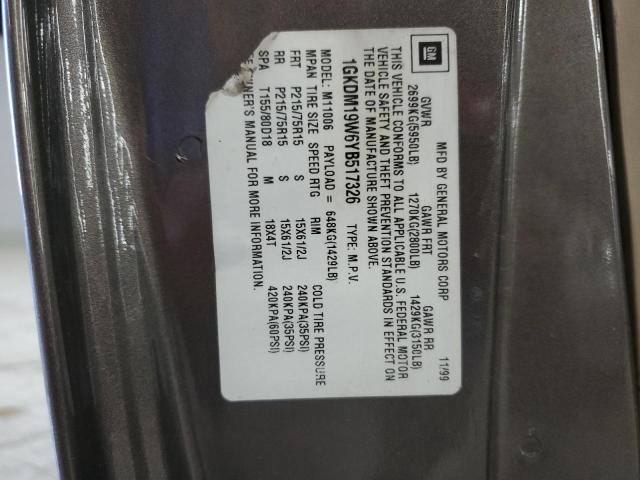 GM
MFD BY GENERAL MOTORS CORP 11/99
GVWR GAWR FRT GAWR RR
2699KG(5950LB) 1270KG(2800LB) 1429KG(3150LB)
THIS VEHICLE CONFORMS TO ALL APPLICABLE U.S. FEDERAL MOTOR
VEHICLE SAFETY AND THEFT PREVENTION STANDARDS IN EFFECT ON
THE DATE OF MANUFACTURE SHOWN ABOVE.
1GKDM19W6YB517326 TYPE: M.P.V.
MODEL: M11006 PAYLOAD = 648KG(1429LB)
MPAN TIRE SIZE SPEED RTG RIM COLD TIRE PRESSURE
FRT P215/75R15 S 15X61/2J 240KPA(35PSI)
RR P215/75R15 S 15X61/2J 240KPA(35PSI)
SPA T155/80D18 M 18X4T 420KPA(60PSI)
MANUAL FOR MORE INFORMATION.